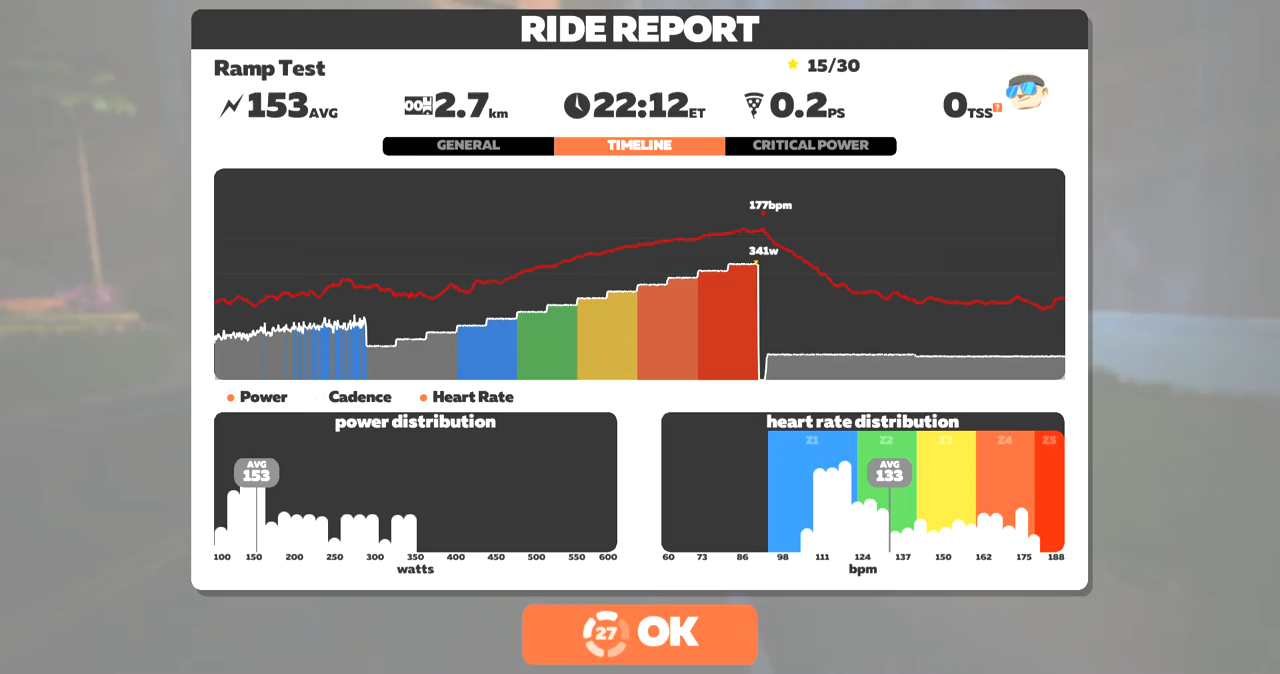 RIDE REPORT
Ramp Test
15/30
153AVG
2.7km
22:12ET
0.2PS
0TSS?
GENERAL
TIMELINE
CRITICAL POWER
177bpm
341w
Power
Cadence
Heart Rate
power distribution
AVG
153
100 150 200 250 300 350 400 450 500 550 600
watts
heart rate distribution
Z1 Z2 Z3 Z4 Z5
AVG
133
60 73 86 98 111 124 137 150 162 175 188
bpm
27 OK